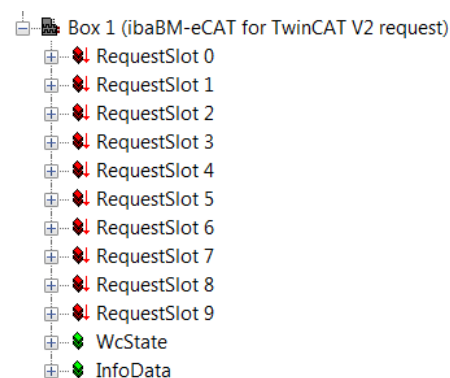 Box 1 (ibaBM-eCAT for TwinCAT V2 request)
RequestSlot 0
RequestSlot 1
RequestSlot 2
RequestSlot 3
RequestSlot 4
RequestSlot 5
RequestSlot 6
RequestSlot 7
RequestSlot 8
RequestSlot 9
WcState
InfoData